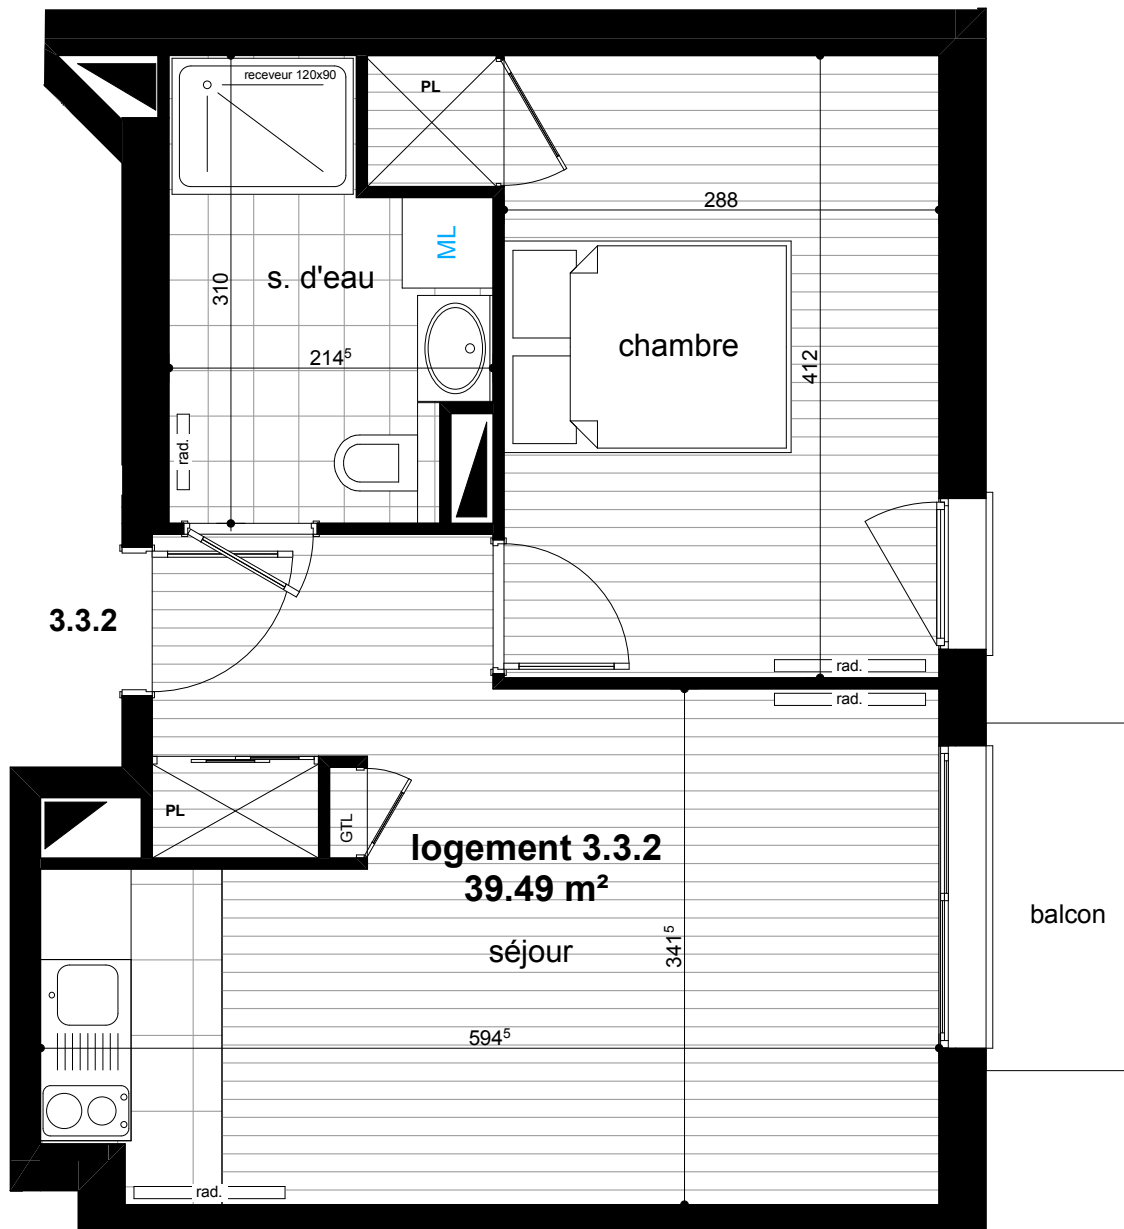 receveur 120x90
PL
288
ML
s. d'eau
310
chambre
214⁵
412
rad.
3.3.2
rad.
rad.
PL
GTL
logement 3.3.2
39.49 m²
balcon
séjour
341⁵
594⁵
rad.